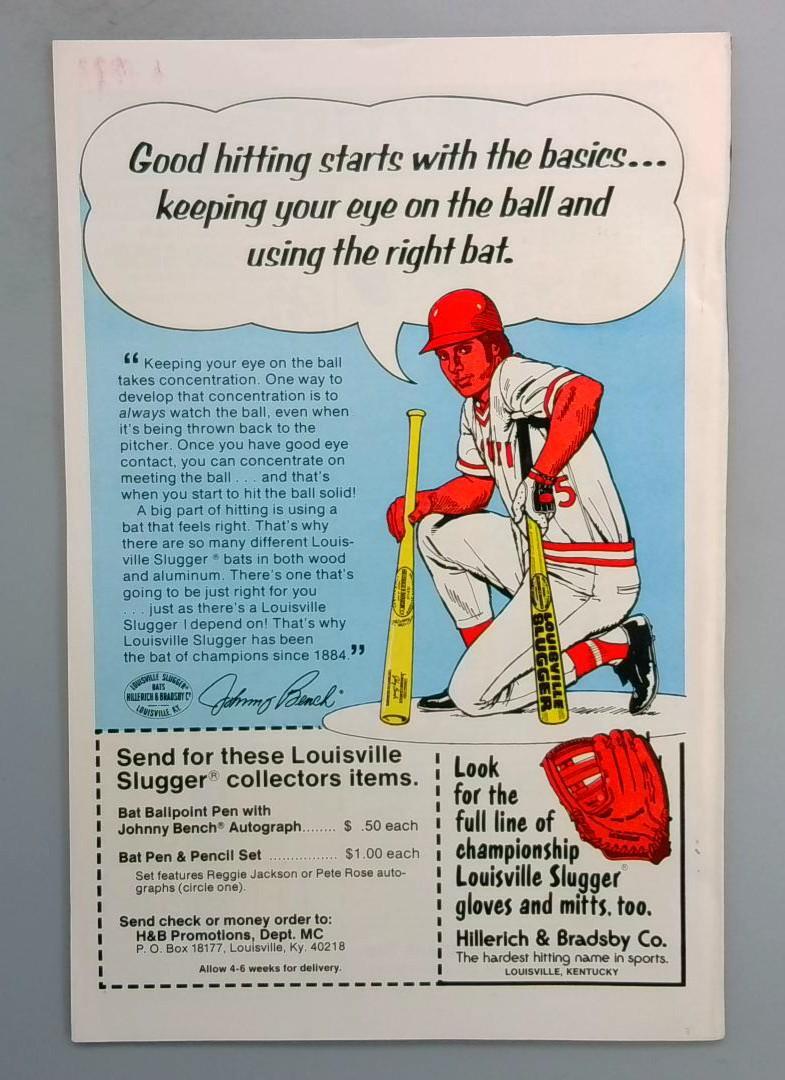 Good hitting starts with the basics...
keeping your eye on the ball and
using the right bat.
“ Keeping your eye on the ball
takes concentration. One way to
develop that concentration is to
always watch the ball, even when
it's being thrown back to the
pitcher. Once you have good eye
contact, you can concentrate on
meeting the ball . . . and that's
when you start to hit the ball solid!
A big part of hitting is using a
bat that feels right. That's why
there are so many different Louis-
ville Slugger® bats in both wood
and aluminum. There's one that's
going to be just right for you
. . . just as there's a Louisville
Slugger I depend on! That's why
Louisville Slugger has been
the bat of champions since 1884.”
LOUISVILLE SLUGGER®
BATS
HILLERICH & BRADSBY Co
LOUISVILLE, KY.
Johnny Bench®
5
LOUISVILLE
SLUGGER
Send for these Louisville
Slugger® collectors items.
Bat Ballpoint Pen with
Johnny Bench® Autograph........ $ .50 each
Bat Pen & Pencil Set ................ $1.00 each
Set features Reggie Jackson or Pete Rose auto-
graphs (circle one).
Send check or money order to:
H&B Promotions, Dept. MC
P. O. Box 18177, Louisville, Ky. 40218
Allow 4-6 weeks for delivery.
Look
for the
full line of
championship
Louisville Slugger®
gloves and mitts, too.
Hillerich & Bradsby Co.
The hardest hitting name in sports.
LOUISVILLE, KENTUCKY